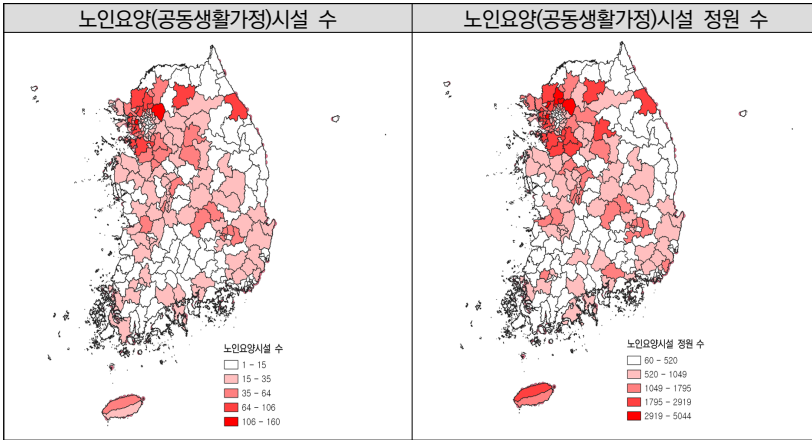 노인요양(공동생활가정)시설 수
노인요양(공동생활가정)시설 정원 수
노인요양시설 수
1 - 15
15 - 35
35 - 64
64 - 106
106 - 160
노인요양시설 정원 수
60 - 520
520 - 1049
1049 - 1795
1795 - 2919
2919 - 5044